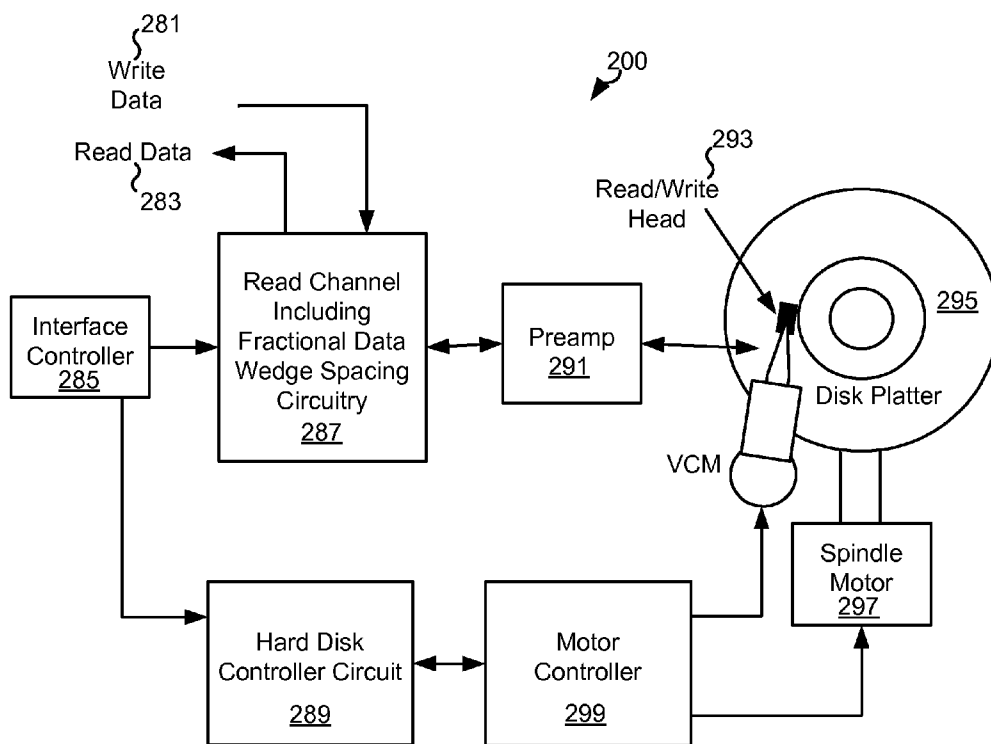 281
Write
Data
Read Data
283
200
293
Read/Write
Head
295
Disk Platter
Interface
Controller
285
Read Channel
Including
Fractional Data
Wedge Spacing
Circuitry
287
Preamp
291
VCM
Spindle
Motor
297
Hard Disk
Controller Circuit
289
Motor
Controller
299